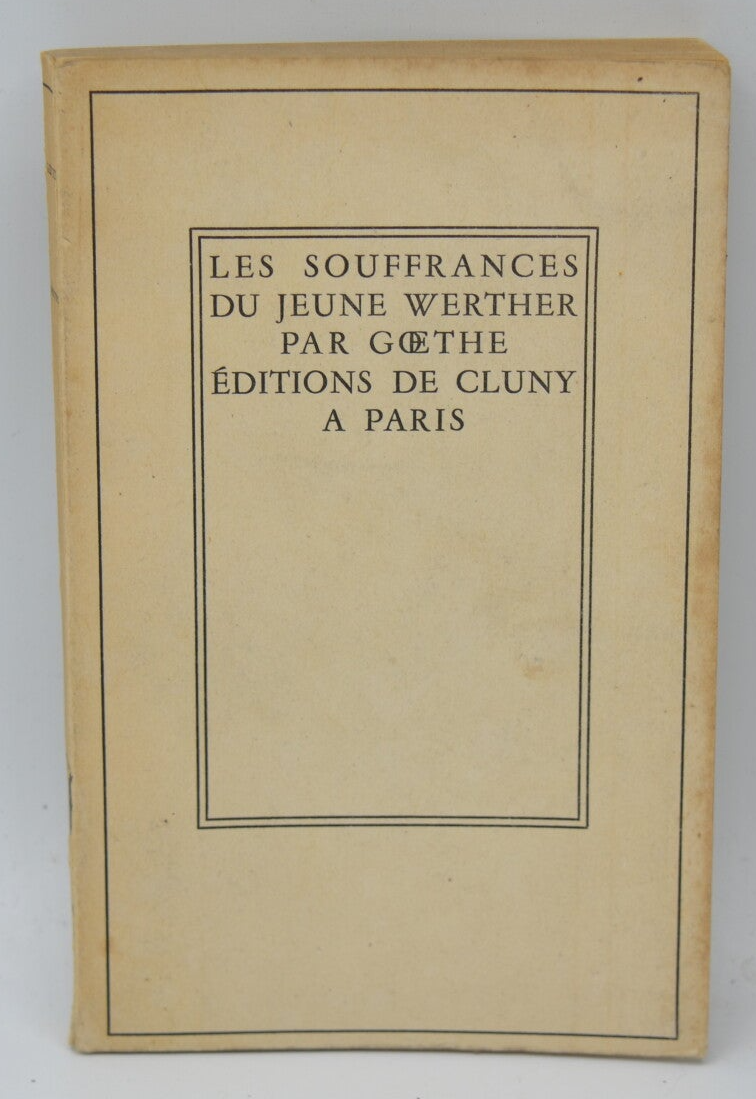 LES SOUFFRANCES
DU JEUNE WERTHER
PAR GŒTHE
ÉDITIONS DE CLUNY
A PARIS